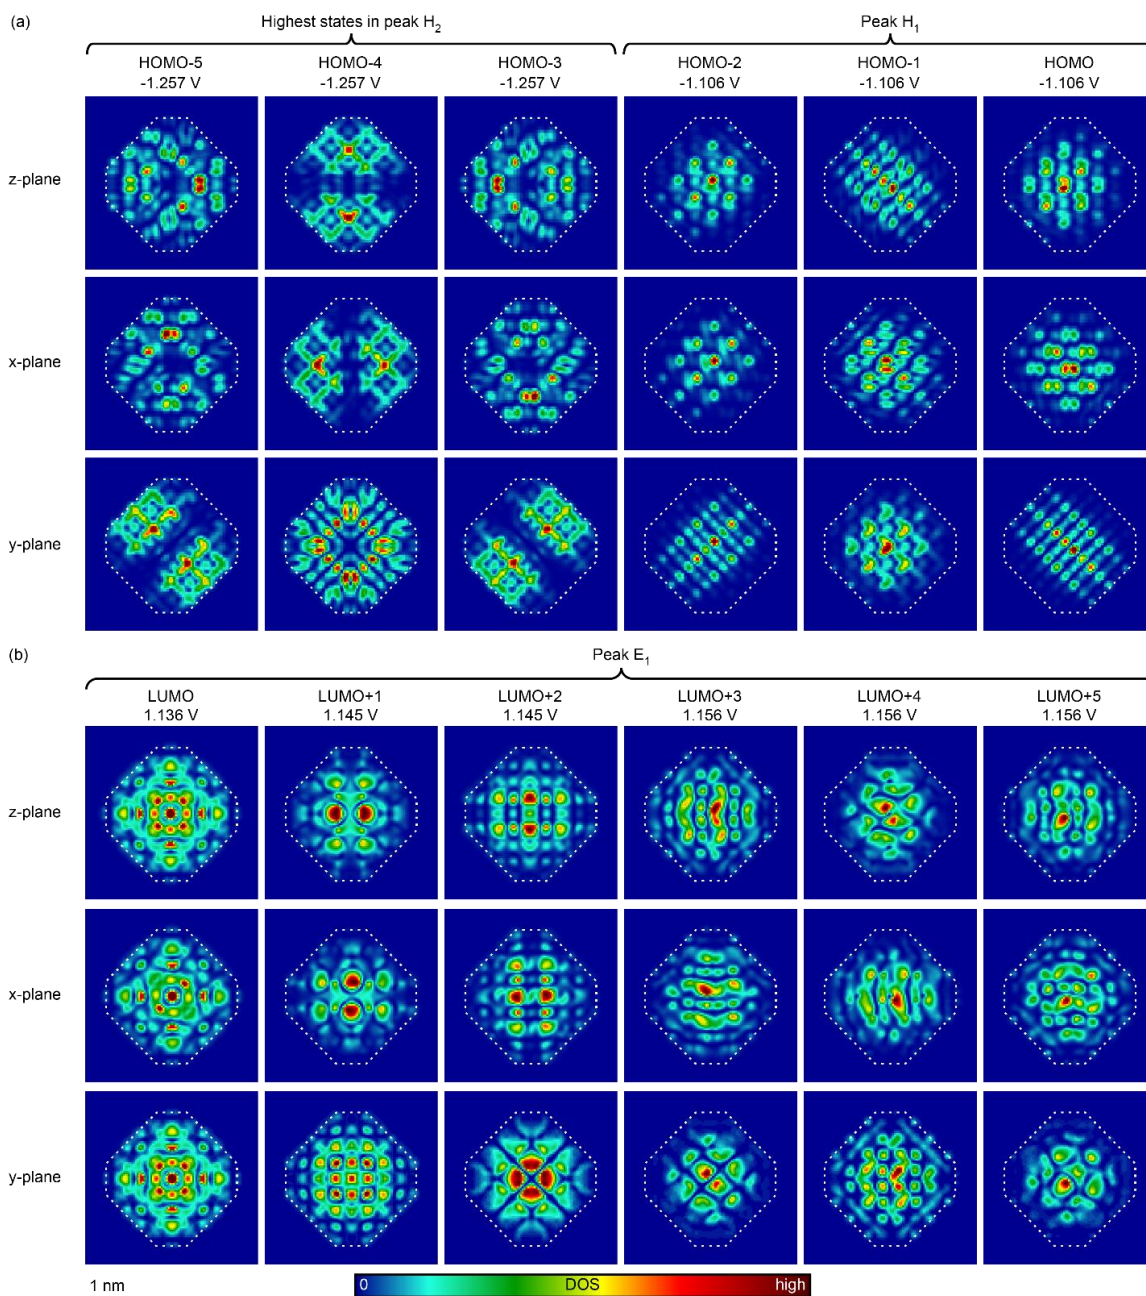 (a)
Highest states in peak H2
Peak H1
HOMO-5 HOMO-4 HOMO-3 HOMO-2 HOMO-1 HOMO
-1.257 V -1.257 V -1.257 V -1.106 V -1.106 V -1.106 V
z-plane
x-plane
y-plane
(b)
Peak E1
LUMO LUMO+1 LUMO+2 LUMO+3 LUMO+4 LUMO+5
1.136 V 1.145 V 1.145 V 1.156 V 1.156 V 1.156 V
z-plane
x-plane
y-plane
1 nm 0 DOS high